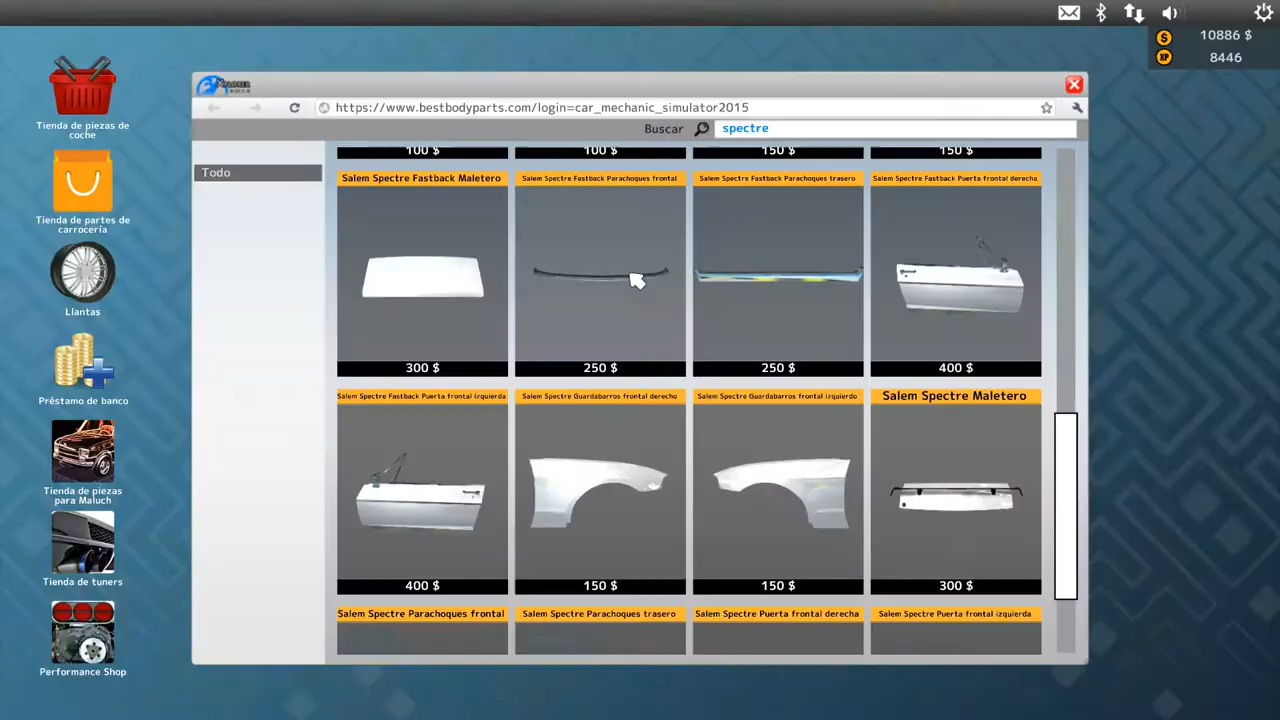 10886 $
8446
Tienda de piezas de
coche
Tienda de partes de
carrocería
Llantas
Préstamo de banco
Tienda de piezas
para Maluch
Tienda de tuners
Performance Shop
https://www.bestbodyparts.com/login=car_mechanic_simulator2015
Buscar
spectre
Todo
100 $
100 $
150 $
150 $
Salem Spectre Fastback Maletero
Salem Spectre Fastback Parachoques frontal
Salem Spectre Fastback Parachoques trasero
Salem Spectre Fastback Puerta frontal derecha
300 $
250 $
250 $
400 $
Salem Spectre Fastback Puerta frontal izquierda
Salem Spectre Guardabarros frontal derecho
Salem Spectre Guardabarros frontal izquierdo
Salem Spectre Maletero
400 $
150 $
150 $
300 $
Salem Spectre Parachoques frontal
Salem Spectre Parachoques trasero
Salem Spectre Puerta frontal derecha
Salem Spectre Puerta frontal izquierda